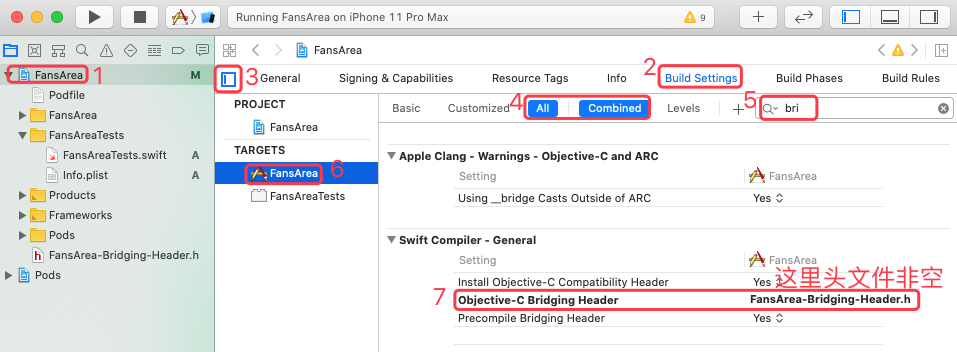 Running FansArea on iPhone 11 Pro Max
9
FansArea
FansArea 1 M
Podfile
FansArea
FansAreaTests
FansAreaTests.swift A
Info.plist A
Products
Frameworks
Pods
FansArea-Bridging-Header.h
Pods
3 General Signing & Capabilities Resource Tags Info 2 Build Settings Build Phases Build Rules
PROJECT
FansArea
TARGETS
FansArea 6
FansAreaTests
Basic Customized 4 All Combined Levels + 5 bri
Apple Clang - Warnings - Objective-C and ARC
Setting FansArea
Using __bridge Casts Outside of ARC Yes
Swift Compiler - General
Setting FansArea
Install Objective-C Compatibility Header Yes
这里头文件非空
7 Objective-C Bridging Header FansArea-Bridging-Header.h
Precompile Bridging Header Yes